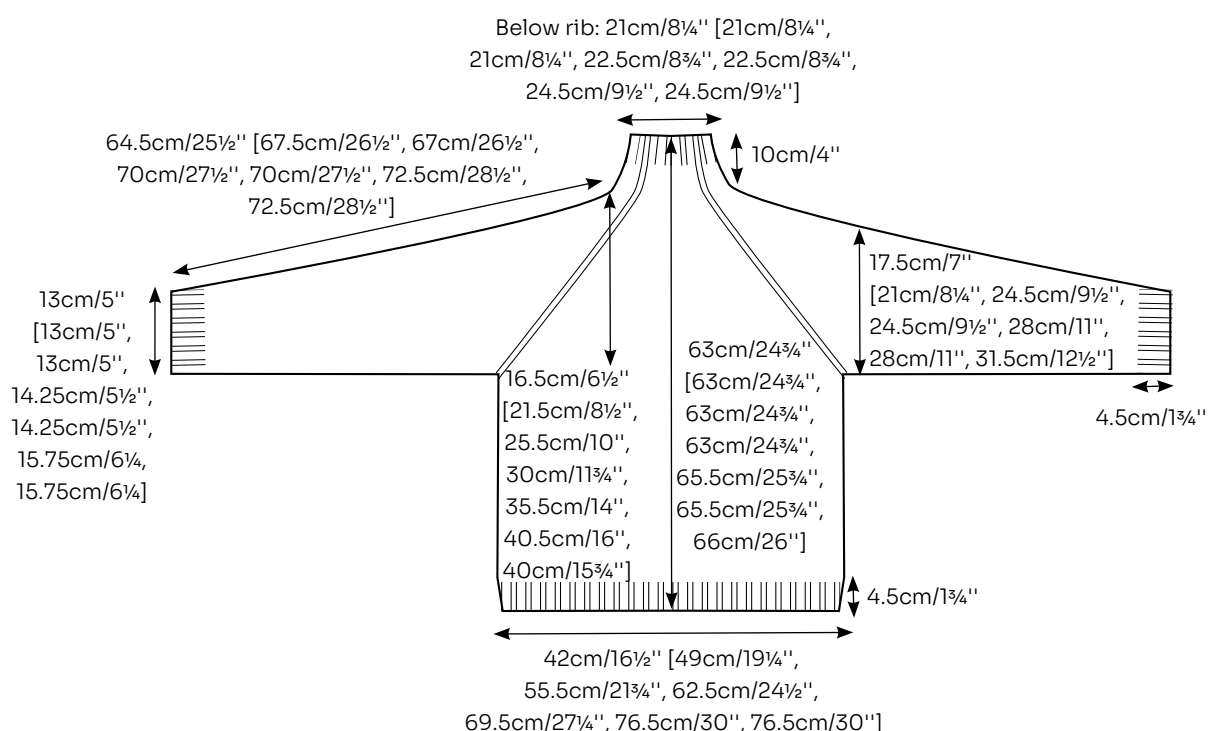 Below rib: 21cm/8¼'' [21cm/8¼'',
21cm/8¼'', 22.5cm/8¾'', 22.5cm/8¾'',
24.5cm/9½'', 24.5cm/9½'']
64.5cm/25½'' [67.5cm/26½'', 67cm/26½'',
70cm/27½'', 70cm/27½'', 72.5cm/28½'',
72.5cm/28½'']
10cm/4''
13cm/5''
[13cm/5'',
13cm/5'',
14.25cm/5½'',
14.25cm/5½'',
15.75cm/6¼,
15.75cm/6¼]
17.5cm/7''
[21cm/8¼'', 24.5cm/9½'',
24.5cm/9½'', 28cm/11'',
28cm/11'', 31.5cm/12½'']
16.5cm/6½''
[21.5cm/8½'',
25.5cm/10'',
30cm/11¾'',
35.5cm/14'',
40.5cm/16'',
40cm/15¾'']
63cm/24¾''
[63cm/24¾'',
63cm/24¾'',
63cm/24¾'',
65.5cm/25¾'',
65.5cm/25¾'',
66cm/26'']
4.5cm/1¾''
4.5cm/1¾''
42cm/16½'' [49cm/19¼'',
55.5cm/21¾'', 62.5cm/24½'',
69.5cm/27¼'', 76.5cm/30'', 76.5cm/30'']